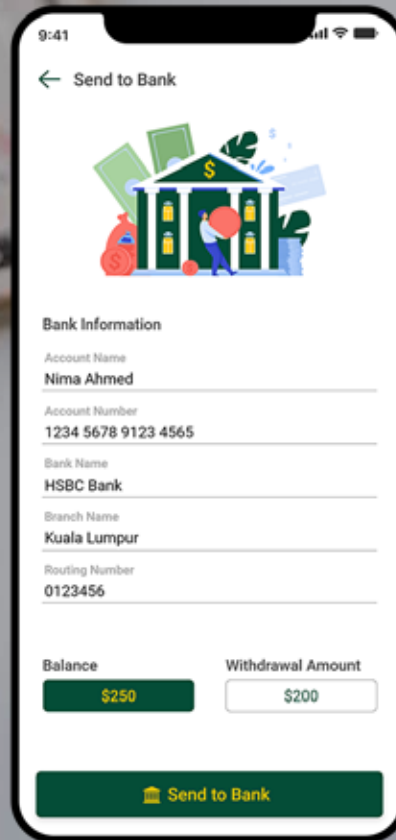 9:41
Send to Bank
$
$
$
Bank Information
Account Name
Nima Ahmed
Account Number
1234 5678 9123 4565
Bank Name
HSBC Bank
Branch Name
Kuala Lumpur
Routing Number
0123456
Balance Withdrawal Amount
$250 $200
Send to Bank